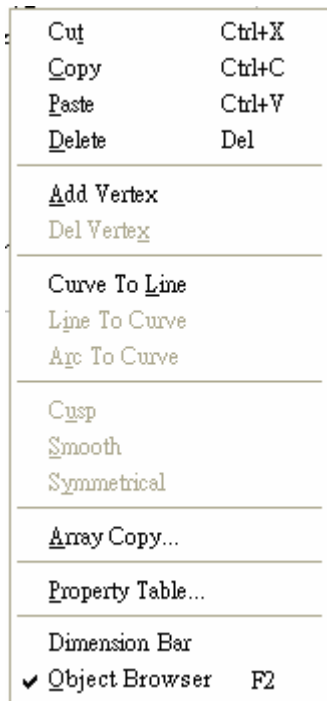 Cut Ctrl+X
Copy Ctrl+C
Paste Ctrl+V
Delete Del
Add Vertex
Del Vertex
Curve To Line
Line To Curve
Arc To Curve
Cusp
Smooth
Symmetrical
Array Copy...
Property Table...
Dimension Bar
Object Browser F2